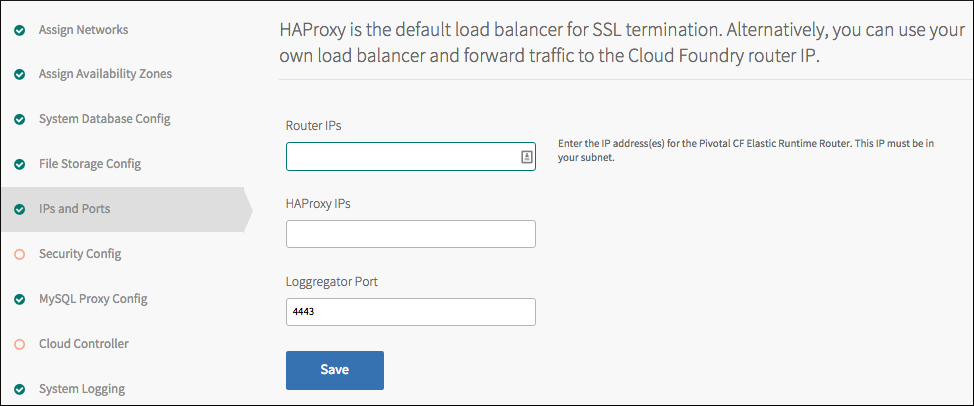 Assign Networks
Assign Availability Zones
System Database Config
File Storage Config
IPs and Ports
Security Config
MySQL Proxy Config
Cloud Controller
System Logging
HAProxy is the default load balancer for SSL termination. Alternatively, you can use your
own load balancer and forward traffic to the Cloud Foundry router IP.
Router IPs
Enter the IP address(es) for the Pivotal CF Elastic Runtime Router. This IP must be in
your subnet.
HAProxy IPs
Loggregator Port
4443
Save